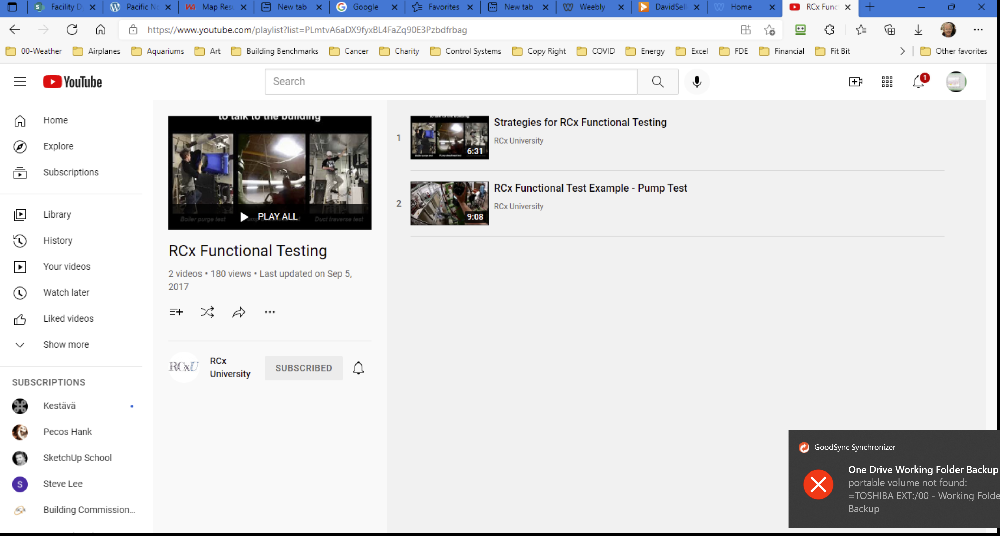 Facility D
Pacific No
Map Resu
New tab
Google
Favorites
New tab
Weebly
DavidSell
Home
RCx Func
https://www.youtube.com/playlist?list=PLmtvA6aDX9fyxBL4FaZq90E3Pzbdfrbag
00-Weather
Airplanes
Aquariums
Art
Building Benchmarks
Cancer
Charity
Control Systems
Copy Right
COVID
Energy
Excel
FDE
Financial
Fit Bit
Other favorites
YouTube
Search
1
Home
Explore
Subscriptions
Library
History
Your videos
Watch later
Liked videos
Show more
SUBSCRIPTIONS
Kestävä
Pecos Hank
SketchUp School
S
Steve Lee
Building Commission...
to talk to the building
Boiler purge test
PLAY ALL
Duct traverse test
RCx Functional Testing
2 videos • 180 views • Last updated on Sep 5,
2017
RCxU
RCx
University
SUBSCRIBED
1
6:31
Strategies for RCx Functional Testing
RCx University
2
9:08
RCx Functional Test Example - Pump Test
RCx University
GoodSync Synchronizer
One Drive Working Folder Backup
portable volume not found:
=TOSHIBA EXT:/00 - Working Folde
Backup